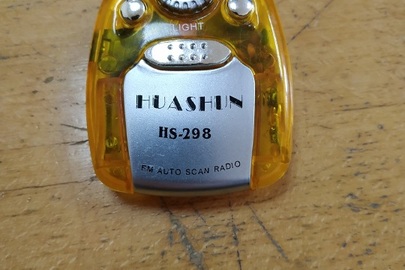 LIGHT
HUASHUN
HS-298
FM AUTO SCAN RADIO